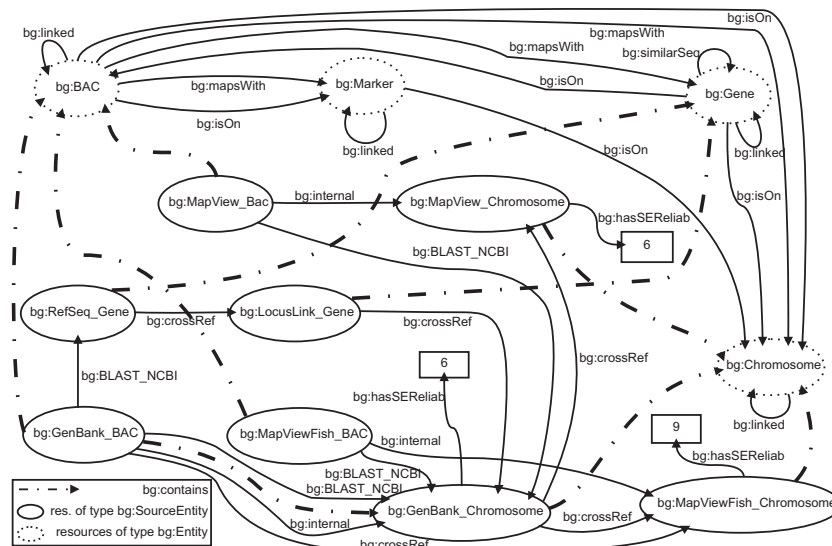 bg:isOn
bg:linked
bg:mapsWith
bg:mapsWith
bg:similarSeq
bg:BAC
bg:mapsWith
bg:Marker
bg:isOn
bg:Gene
bg:isOn
bg:linked
bg:isOn
bg:linked
bg:isOn
bg:MapView_Bac
bg:internal
bg:MapView_Chromosome
bg:hasSEReliab
6
bg:BLAST_NCBI
bg:RefSeq_Gene
bg:LocusLink_Gene
bg:crossRef
bg:crossRef
bg:crossRef
6
bg:Chromosome
bg:BLAST_NCBI
bg:hasSEReliab
bg:linked
9
bg:GenBank_BAC
bg:MapViewFish_BAC
bg:internal
bg:hasSEReliab
bg:BLAST_NCBI
bg:BLAST_NCBI
bg:contains
res. of type bg:SourceEntity
resources of type bg:Entity
bg:internal
bg:GenBank_Chromosome
bg:crossRef
bg:MapViewFish_Chromosome
bg:crossRef